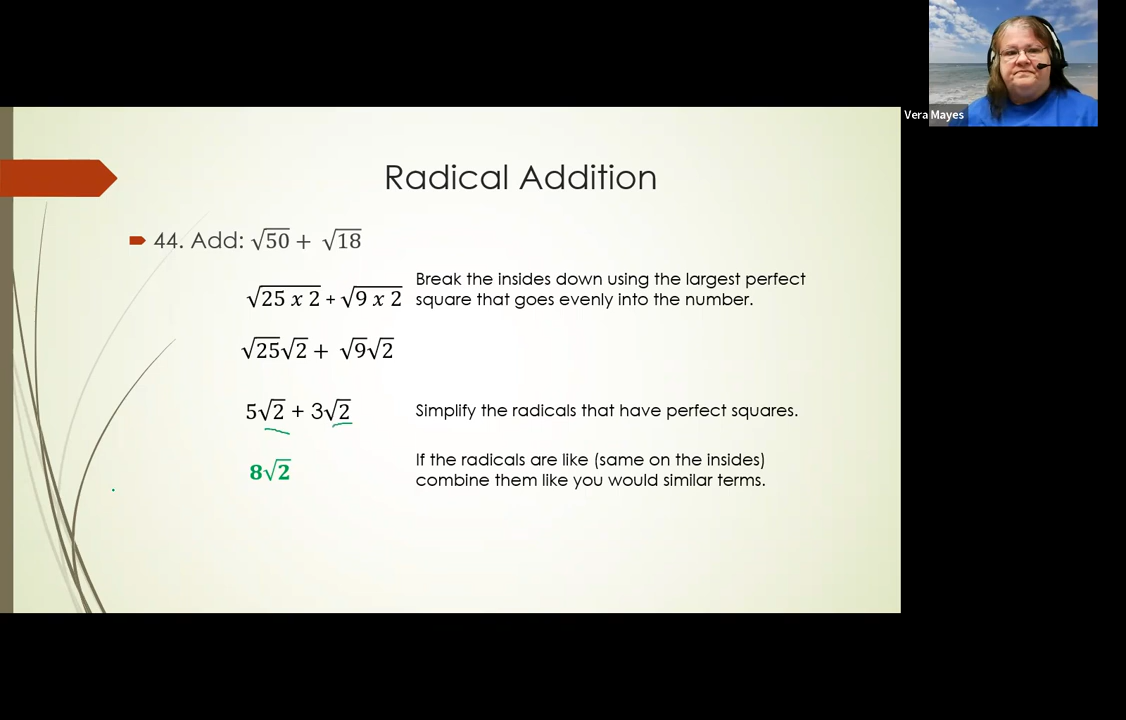 Vera Mayes
Radical Addition
44. Add: √50 + √18
√25 x 2 + √9 x 2
Break the insides down using the largest perfect
square that goes evenly into the number.
√25√2 + √9√2
5√2 + 3√2
Simplify the radicals that have perfect squares.
8√2
If the radicals are like (same on the insides)
combine them like you would similar terms.